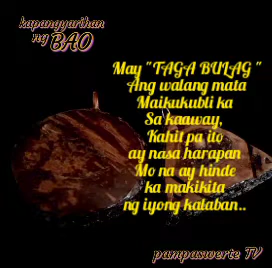 kapangyarihan
ng BAO
May "TAGA BULAG"
Ang walang mata
Maikukubli ka
Sa kaaway,
Kahit pa ito
ay nasa harapan
Mo na ay hinde
ka makikita
ng iyong kalaban..
pampaswerte TV